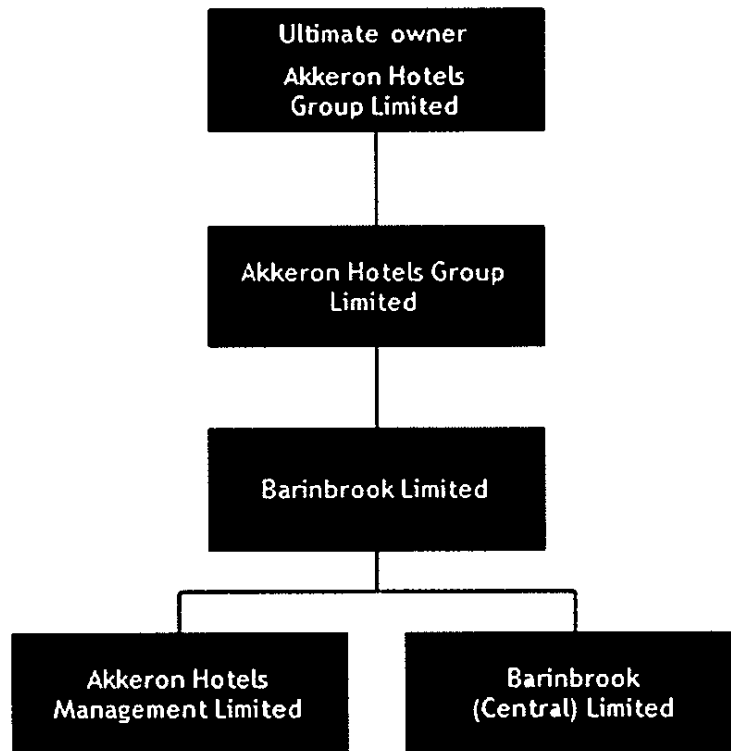 Ultimate owner
Akkeron Hotels
Group Limited
Akkeron Hotels Group
Limited
Barinbrook Limited
Akkeron Hotels
Management Limited
Barinbrook
(Central) Limited